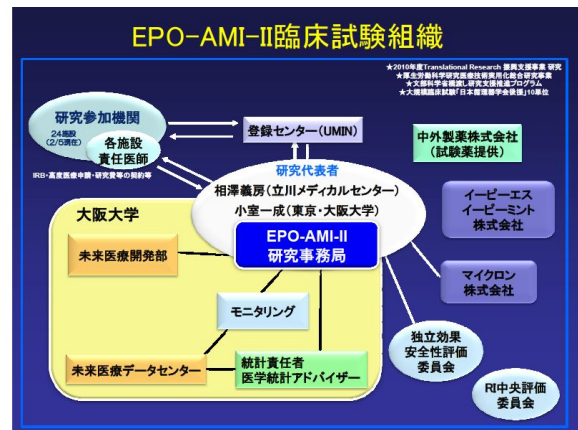 EPO-AMI-II臨床試験組織
★2010年度Translational Research 振興支援事業 研究
★厚生労働科学研究医療技術実用化総合研究事業
★文部科学省橋渡し研究支援推進プログラム
★大規模臨床試験「日本循環器学会後援」10単位
研究参加機関
24施設
(2/5現在)
各施設
責任医師
IRB・高度医療申請・研究費等の契約等
登録センター(UMIN)
中外製薬株式会社
(試験薬提供)
研究代表者
相澤義房(立川メディカルセンター)
小室一成(東京・大阪大学)
EPO-AMI-II
研究事務局
イーピーエス
イーピーミント
株式会社
マイクロン
株式会社
大阪大学
未来医療開発部
モニタリング
未来医療データセンター
統計責任者
医学統計アドバイザー
独立効果
安全性評価
委員会
RI中央評価
委員会